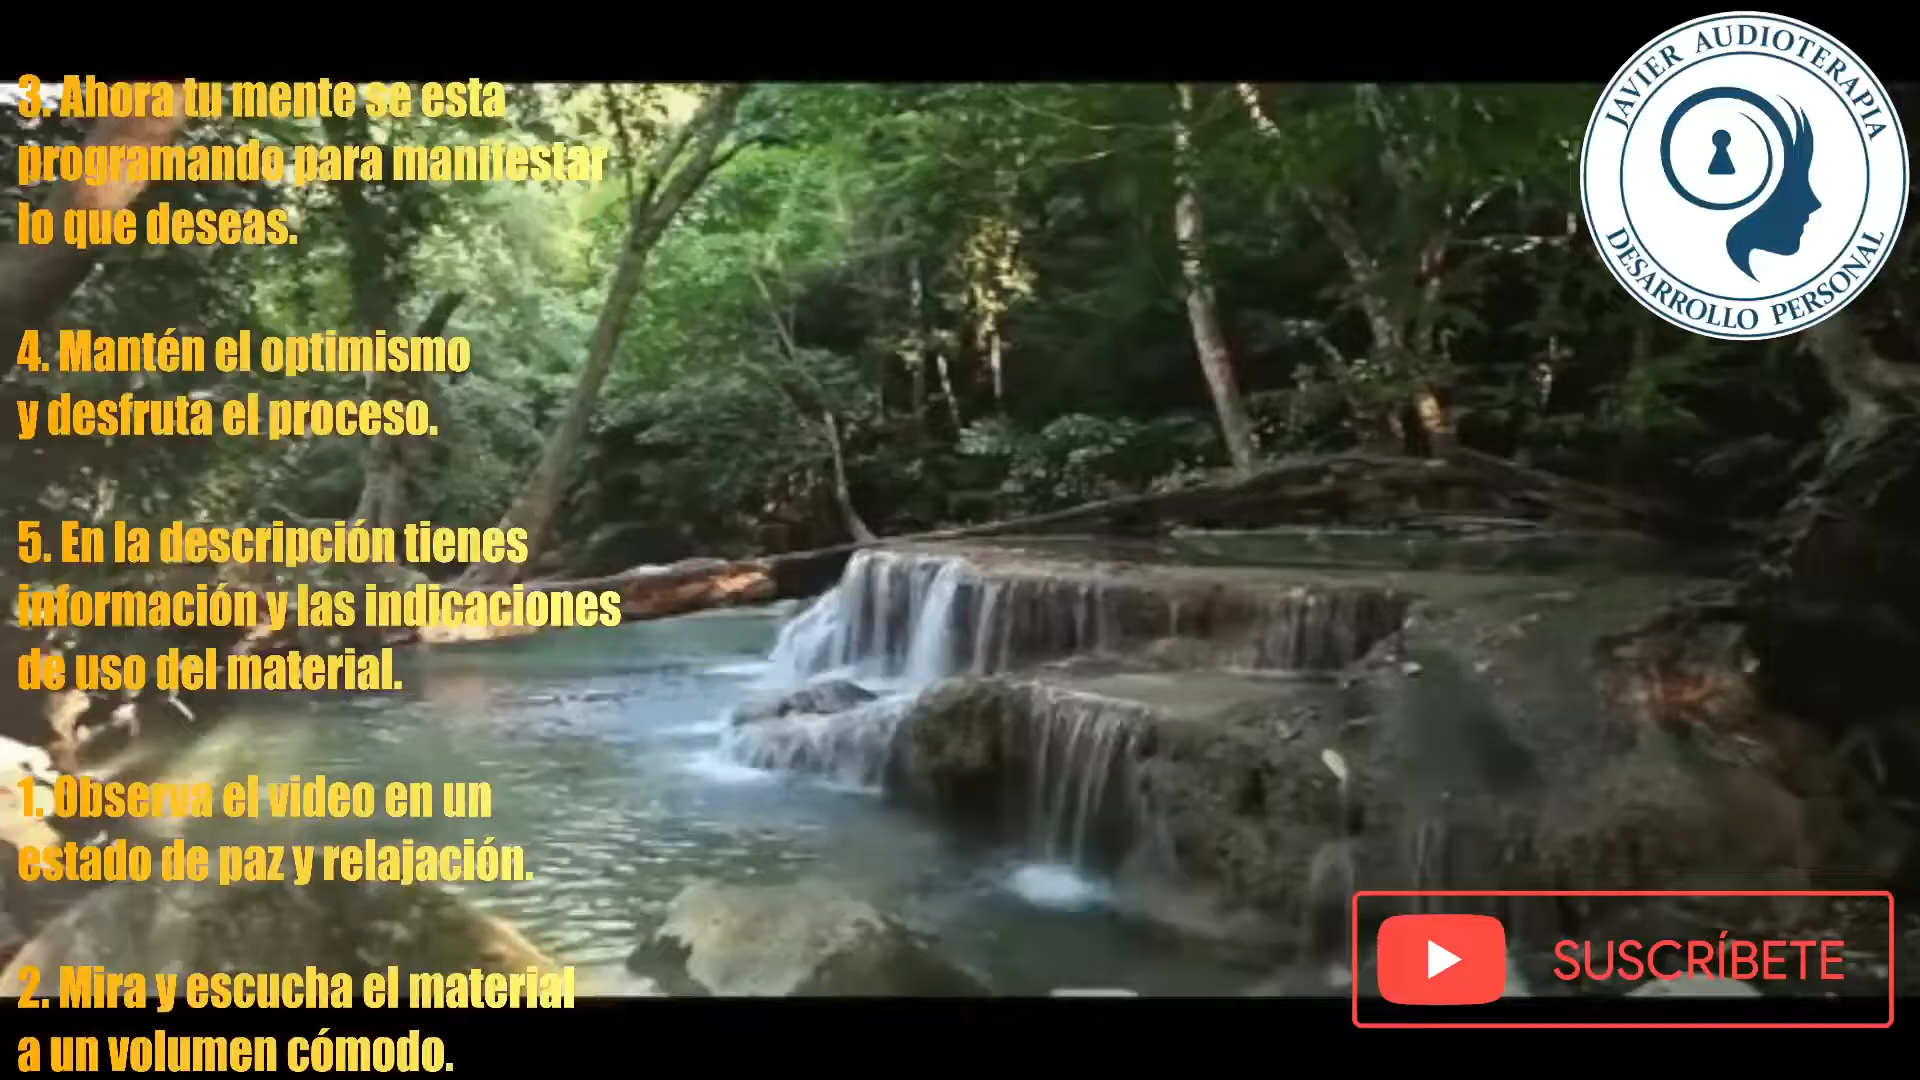 3. Ahora tu mente se esta
programando para manifestar
lo que deseas.
4. Mantén el optimismo
y desfruta el proceso.
5. En la descripción tienes
información y las indicaciones
de uso del material.
1. Observa el video en un
estado de paz y relajación.
2. Mira y escucha el material
a un volumen cómodo.
JAVIER AUDIOTERAPIA
DESARROLLO PERSONAL
SUSCRÍBETE